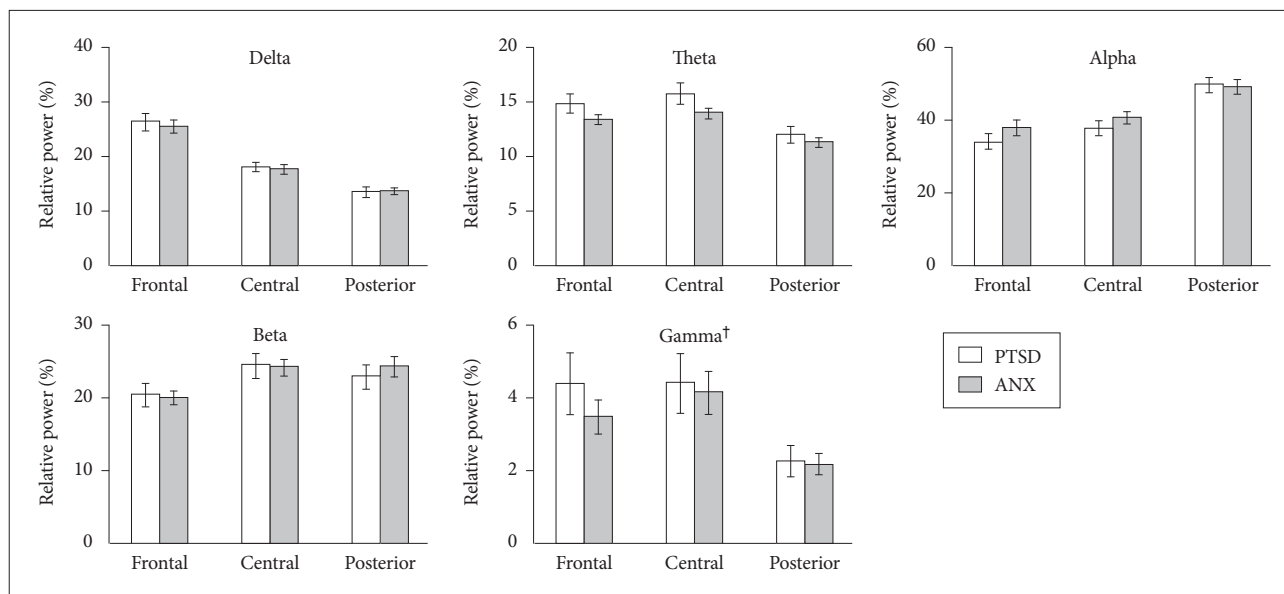 Delta
Relative power (%)
40
30
20
10
0
Frontal Central Posterior
Theta
Relative power (%)
20
15
10
5
0
Frontal Central Posterior
Alpha
Relative power (%)
60
40
20
0
Frontal Central Posterior
Beta
Relative power (%)
30
20
10
0
Frontal Central Posterior
Gamma†
Relative power (%)
6
4
2
0
Frontal Central Posterior
PTSD
ANX